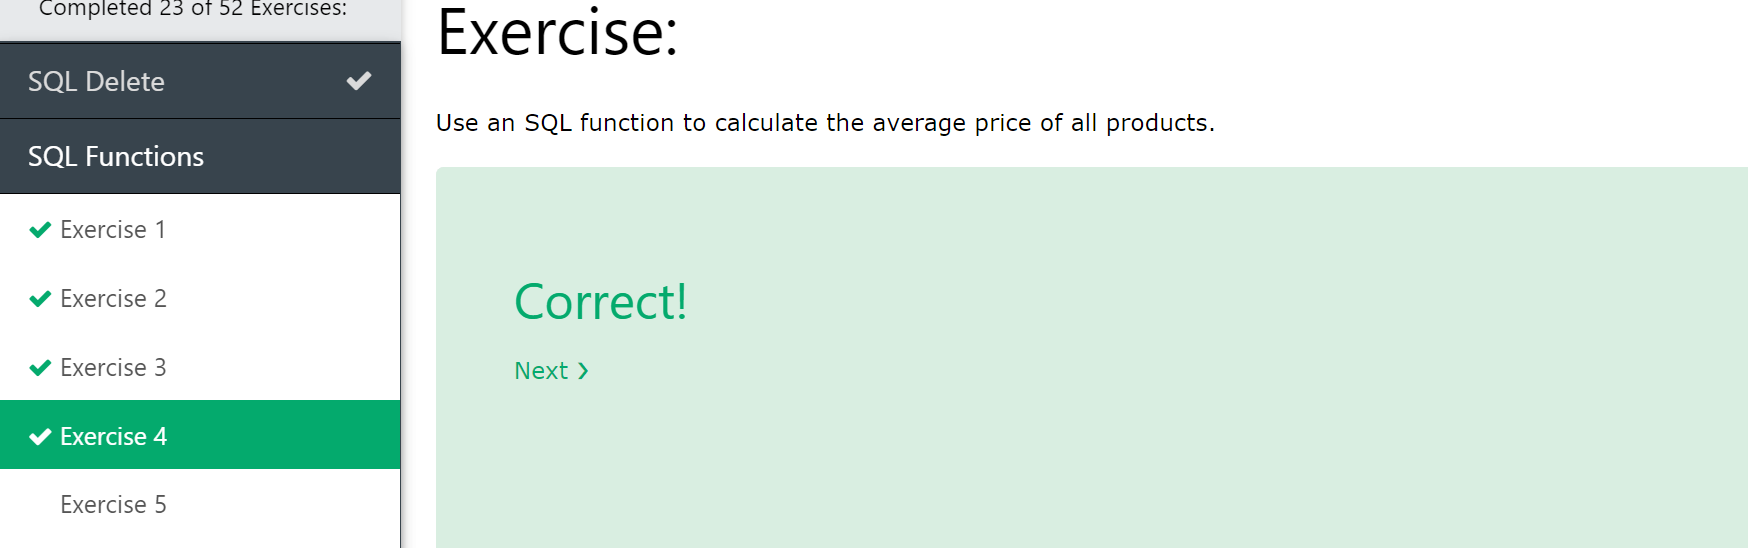 Completed 23 of 52 Exercises:
SQL Delete
SQL Functions
Exercise 1
Exercise 2
Exercise 3
Exercise 4
Exercise 5
Exercise:
Use an SQL function to calculate the average price of all products.
Correct!
Next ❯